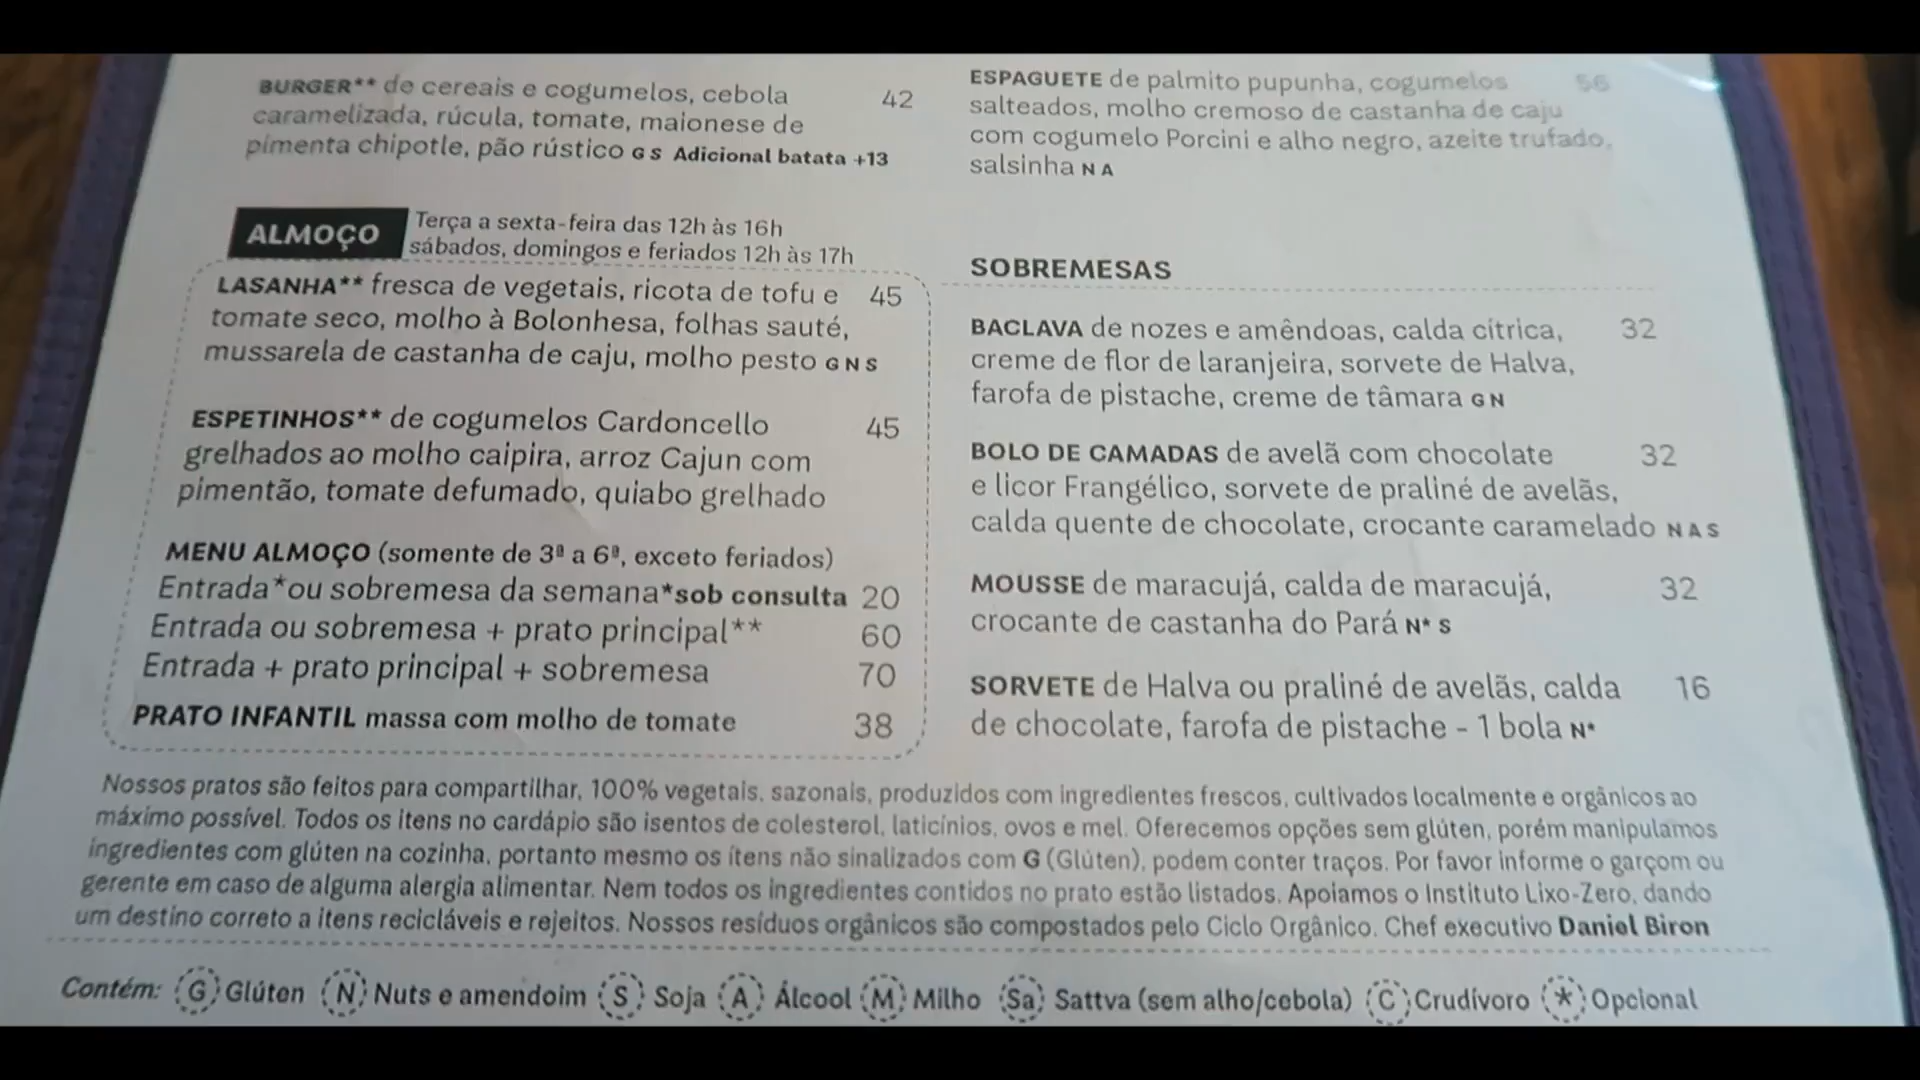 BURGER** de cereais e cogumelos, cebola 42
caramelizada, rúcula, tomate, maionese de
pimenta chipotle, pão rústico G S Adicional batata +13
ALMOÇO Terça a sexta-feira das 12h às 16h
sábados, domingos e feriados 12h às 17h
LASANHA** fresca de vegetais, ricota de tofu e 45
tomate seco, molho à Bolonhesa, folhas sauté,
mussarela de castanha de caju, molho pesto G N S
ESPETINHOS** de cogumelos Cardoncello 45
grelhados ao molho caipira, arroz Cajun com
pimentão, tomate defumado, quiabo grelhado
MENU ALMOÇO (somente de 3ª a 6ª, exceto feriados)
Entrada*ou sobremesa da semana*sob consulta 20
Entrada ou sobremesa + prato principal** 60
Entrada + prato principal + sobremesa 70
PRATO INFANTIL massa com molho de tomate 38
ESPAGUETE de palmito pupunha, cogumelos 56
salteados, molho cremoso de castanha de caju
com cogumelo Porcini e alho negro, azeite trufado,
salsinha N A
SOBREMESAS
BACLAVA de nozes e amêndoas, calda cítrica, 32
creme de flor de laranjeira, sorvete de Halva,
farofa de pistache, creme de tâmara G N
BOLO DE CAMADAS de avelã com chocolate 32
e licor Frangélico, sorvete de praliné de avelãs,
calda quente de chocolate, crocante caramelado N A S
MOUSSE de maracujá, calda de maracujá, 32
crocante de castanha do Pará N* S
SORVETE de Halva ou praliné de avelãs, calda 16
de chocolate, farofa de pistache - 1 bola N*
Nossos pratos são feitos para compartilhar, 100% vegetais, sazonais, produzidos com ingredientes frescos, cultivados localmente e orgânicos ao
máximo possível. Todos os itens no cardápio são isentos de colesterol, laticínios, ovos e mel. Oferecemos opções sem glúten, porém manipulamos
ingredientes com glúten na cozinha, portanto mesmo os ítens não sinalizados com G (Glúten), podem conter traços. Por favor informe o garçom ou
gerente em caso de alguma alergia alimentar. Nem todos os ingredientes contidos no prato estão listados. Apoiamos o Instituto Lixo-Zero, dando
um destino correto a itens recicláveis e rejeitos. Nossos resíduos orgânicos são compostados pelo Ciclo Orgânico. Chef executivo Daniel Biron
Contém: G Glúten N Nuts e amendoim S Soja A Álcool M Milho Sa Sattva (sem alho/cebola) C Crudívoro * Opcional